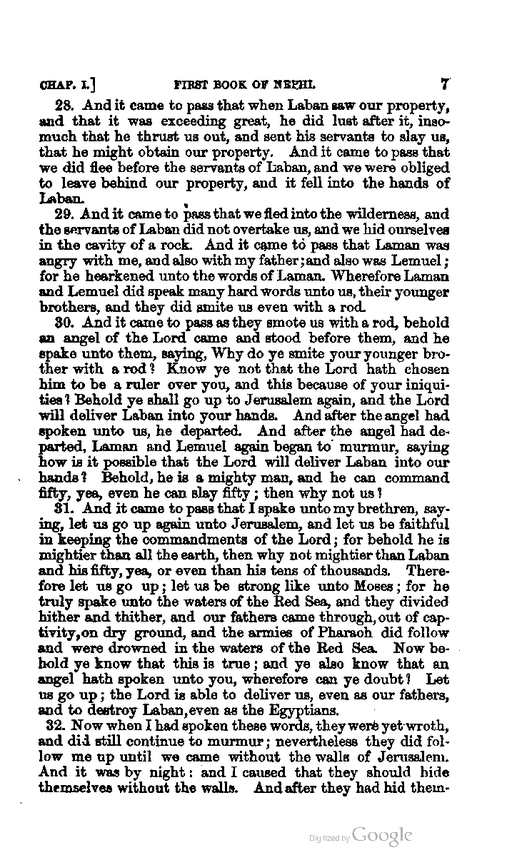 CHAP. I.] FIRST BOOK OF NEPHI. 7
28. And it came to pass that when Laban saw our property,
and that it was exceeding great, he did lust after it, inso-
much that he thrust us out, and sent his servants to slay us,
that he might obtain our property. And it came to pass that
we did flee before the servants of Laban, and we were obliged
to leave behind our property, and it fell into the hands of
Laban.
29. And it came to pass that we fled into the wilderness, and
the servants of Laban did not overtake us, and we hid ourselves
in the cavity of a rock. And it came to pass that Laman was
angry with me, and also with my father; and also was Lemuel;
for he hearkened unto the words of Laman. Wherefore Laman
and Lemuel did speak many hard words unto us, their younger
brothers, and they did smite us even with a rod.
30. And it came to pass as they smote us with a rod, behold
an angel of the Lord came and stood before them, and he
spake unto them, saying, Why do ye smite your younger bro-
ther with a rod? Know ye not that the Lord hath chosen
him to be a ruler over you, and this because of your iniqui-
ties? Behold ye shall go up to Jerusalem again, and the Lord
will deliver Laban into your hands. And after the angel had
spoken unto us, he departed. And after the angel had de-
parted, Laman and Lemuel again began to murmur, saying
how is it possible that the Lord will deliver Laban into our
hands? Behold, he is a mighty man, and he can command
fifty, yea, even he can slay fifty; then why not us?
31. And it came to pass that I spake unto my brethren, say-
ing, let us go up again unto Jerusalem, and let us be faithful
in keeping the commandments of the Lord; for behold he is
mightier than all the earth, then why not mightier than Laban
and his fifty, yea, or even than his tens of thousands. There-
fore let us go up; let us be strong like unto Moses; for he
truly spake unto the waters of the Red Sea, and they divided
hither and thither, and our fathers came through, out of cap-
tivity, on dry ground, and the armies of Pharaoh did follow
and were drowned in the waters of the Red Sea. Now be-
hold ye know that this is true; and ye also know that an
angel hath spoken unto you, wherefore can ye doubt? Let
us go up; the Lord is able to deliver us, even as our fathers,
and to destroy Laban, even as the Egyptians.
32. Now when I had spoken these words, they were yet wroth,
and did still continue to murmur; nevertheless they did fol-
low me up until we came without the walls of Jerusalem.
And it was by night: and I caused that they should hide
themselves without the walls. And after they had hid them-
Digitized by Google